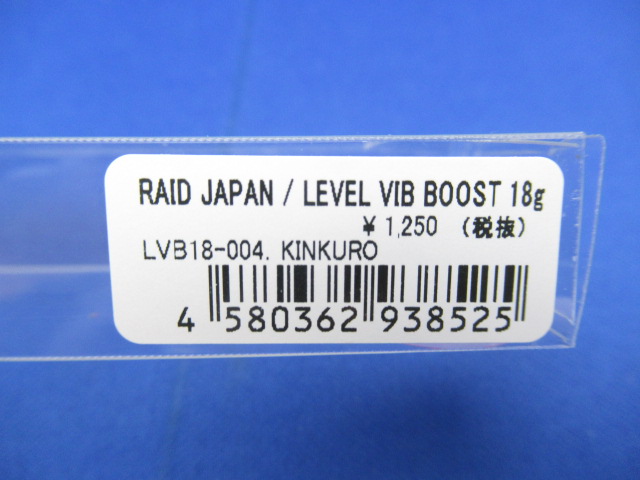 RAID JAPAN / LEVEL VIB BOOST 18g
¥ 1,250 (税抜)
LVB18-004. KINKURO
4 580362 938525